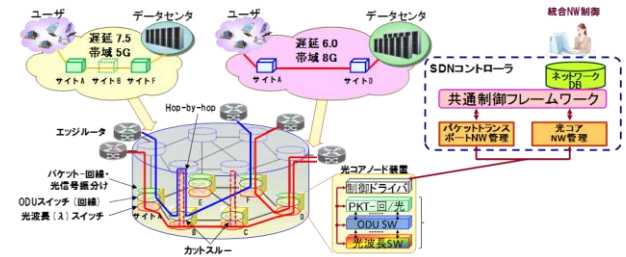 ユーザ
データセンタ
遅延 7.5
帯域 5G
サイトA
サイトB
サイトF
ユーザ
データセンタ
遅延 6.0
帯域 8G
サイトA
サイトD
統合NW制御
SDNコントローラ
ネットワーク
DB
共通制御フレームワーク
パケットトランス
ポートNW管理
光コア
NW管理
Hop-by-hop
エッジルータ
パケット-回線・
光信号振分け
ODUスイッチ(回線)
光波長(λ)スイッチ
サイトA
B
C
D
E
F
カットスルー
光コアノード装置
制御ドライバ
PKT-回/光
ODU SW
光波長SW